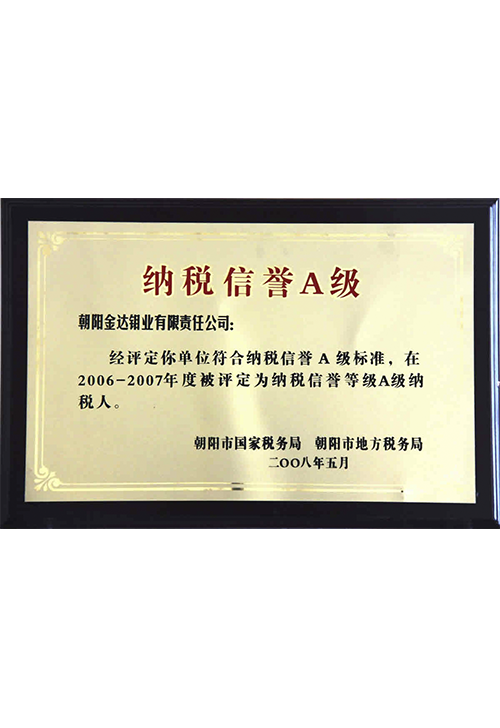 纳税信誉A级
朝阳金达钼业有限责任公司:
经评定你单位符合纳税信誉 A 级标准，在
2006-2007年度被评定为纳税信誉等级A级纳
税人。
朝阳市国家税务局 朝阳市地方税务局
二OO八年五月